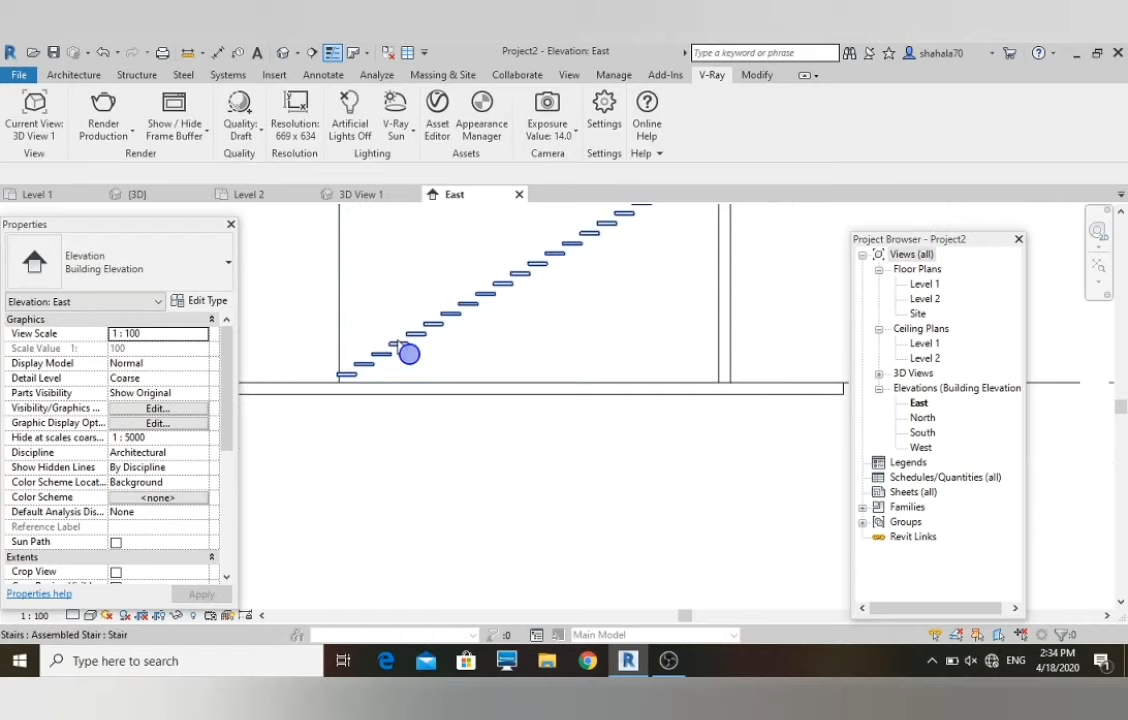 Project2 - Elevation: East
Type a keyword or phrase
shahala70
File Architecture Structure Steel Systems Insert Annotate Analyze Massing & Site Collaborate View Manage Add-Ins V-Ray Modify
Current View: 3D View 1
Render Production
Show / Hide Frame Buffer
Quality: Draft
Resolution: 669 x 634
Artificial Lights Off
V-Ray Sun
Asset Editor
Appearance Manager
Exposure Value: 14.0
Settings
Online Help
View Render Quality Resolution Lighting Assets Camera Settings Help
Level 1 {3D} Level 2 3D View 1 East
Properties
Elevation
Building Elevation
Elevation: East Edit Type
Graphics
View Scale 1 : 100
Scale Value 1: 100
Display Model Normal
Detail Level Coarse
Parts Visibility Show Original
Visibility/Graphics ... Edit...
Graphic Display Opt... Edit...
Hide at scales coars... 1 : 5000
Discipline Architectural
Show Hidden Lines By Discipline
Color Scheme Locat... Background
Color Scheme <none>
Default Analysis Dis... None
Reference Label
Sun Path
Extents
Crop View
Properties help Apply
Project Browser - Project2
Views (all)
Floor Plans
Level 1
Level 2
Site
Ceiling Plans
Level 1
Level 2
3D Views
Elevations (Building Elevation
East
North
South
West
Legends
Schedules/Quantities (all)
Sheets (all)
Families
Groups
Revit Links
2D
1 : 100
Stairs : Assembled Stair : Stair :0 Main Model :0
Type here to search
ENG
2:34 PM
4/18/2020
1